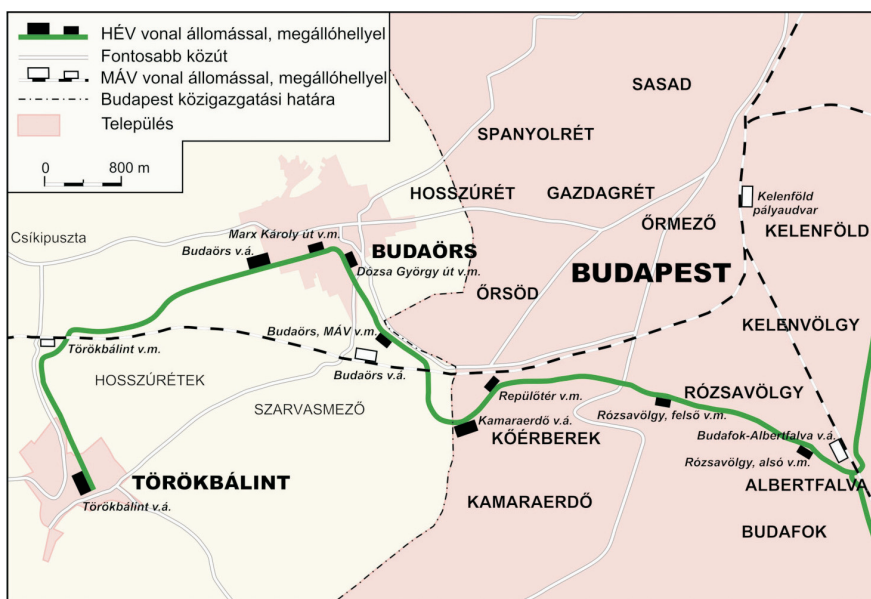 HÉV vonal állomással, megállóhellyel
Fontosabb közút
MÁV vonal állomással, megállóhellyel
Budapest közigazgatási határa
Település
0 800 m
SASAD
SPANYOLRÉT
HOSSZÚRÉT
GAZDAGRÉT
Kelenföld
pályaudvar
ŐRMEZŐ
KELENFÖLD
Csíkipuszta
Marx Károly út v.m.
Budaörs v.á.
BUDAÖRS
Dózsa György út v.m.
BUDAPEST
ŐRSÖD
KELENVÖLGY
Budaörs, MÁV v.m.
Törökbálint v.m.
Budaörs v.á.
HOSSZÚRÉTEK
Repülőtér v.m.
RÓZSAVÖLGY
SZARVASMEZŐ
Rózsavölgy, felső v.m.
Kamaraerdő v.á.
KŐÉRBEREK
Budafok-Albertfalva v.á.
Rózsavölgy, alsó v.m.
TÖRÖKBÁLINT
ALBERTFALVA
KAMARAERDŐ
Törökbálint v.á.
BUDAFOK